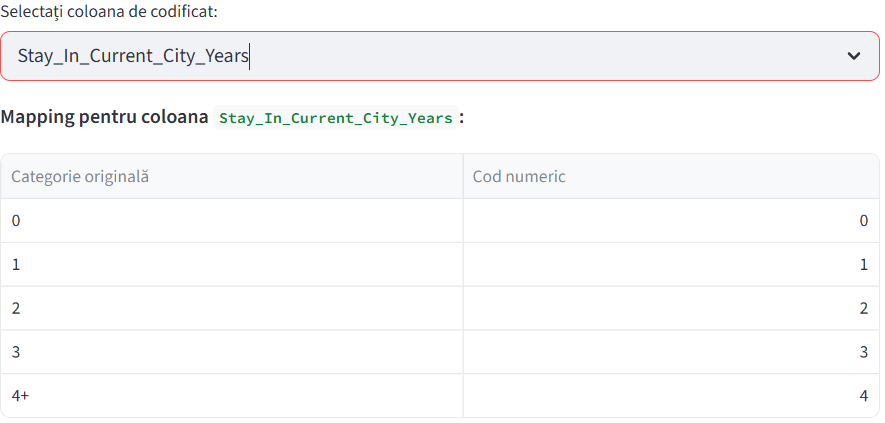 Selectați coloana de codificat:
Stay_In_Current_City_Years
Mapping pentru coloana Stay_In_Current_City_Years :
Categorie originală Cod numeric
0 0
1 1
2 2
3 3
4+ 4